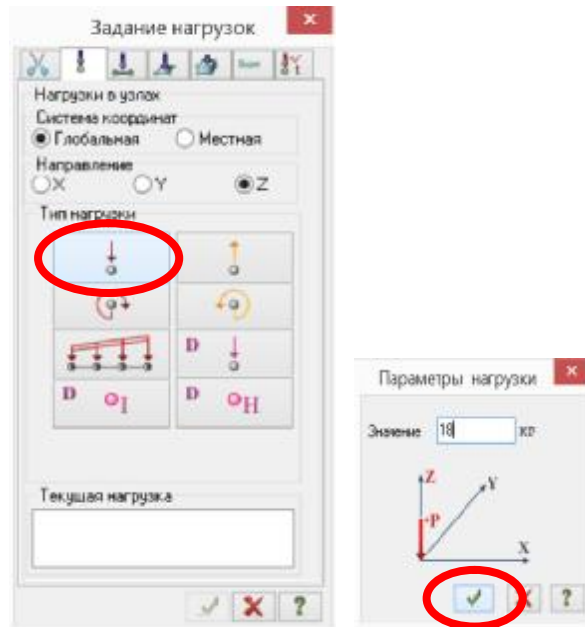 Задание нагрузок
Нагрузки в узлах
Система координат
Глобальная Местная
Направление
X Y Z
Тип нагрузки
D
D I D H
Текущая нагрузка
?
Параметры нагрузки
Значение 18 кг
Z Y
+P
X
?